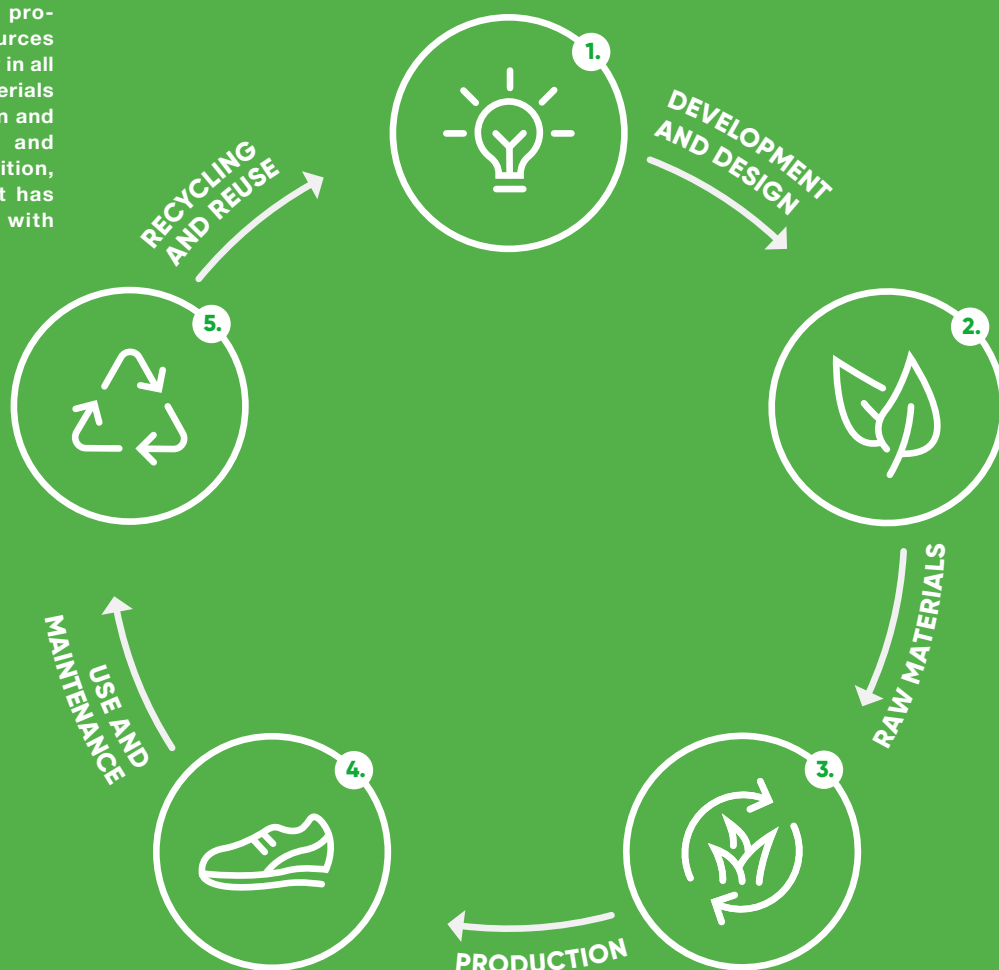 pro-
urces
in all
erials
n and
and
ition,
t has
with
1.
DEVELOPMENT
AND DESIGN
2.
RAW MATERIALS
3.
PRODUCTION
4.
USE AND
MAINTENANCE
5.
RECYCLING
AND REUSE